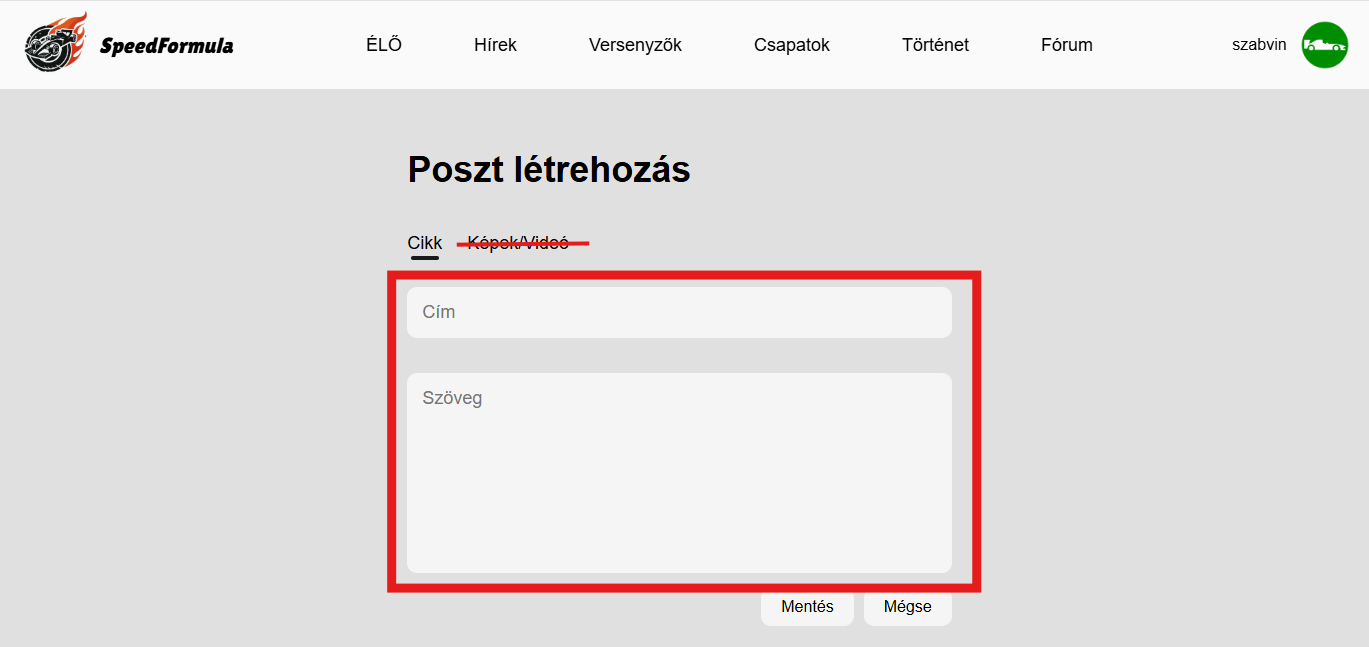 SpeedFormula ÉLŐ Hírek Versenyzők Csapatok Történet Fórum szabvin
Poszt létrehozás
Cikk Képek/Videó
Cím
Szöveg
Mentés Mégse